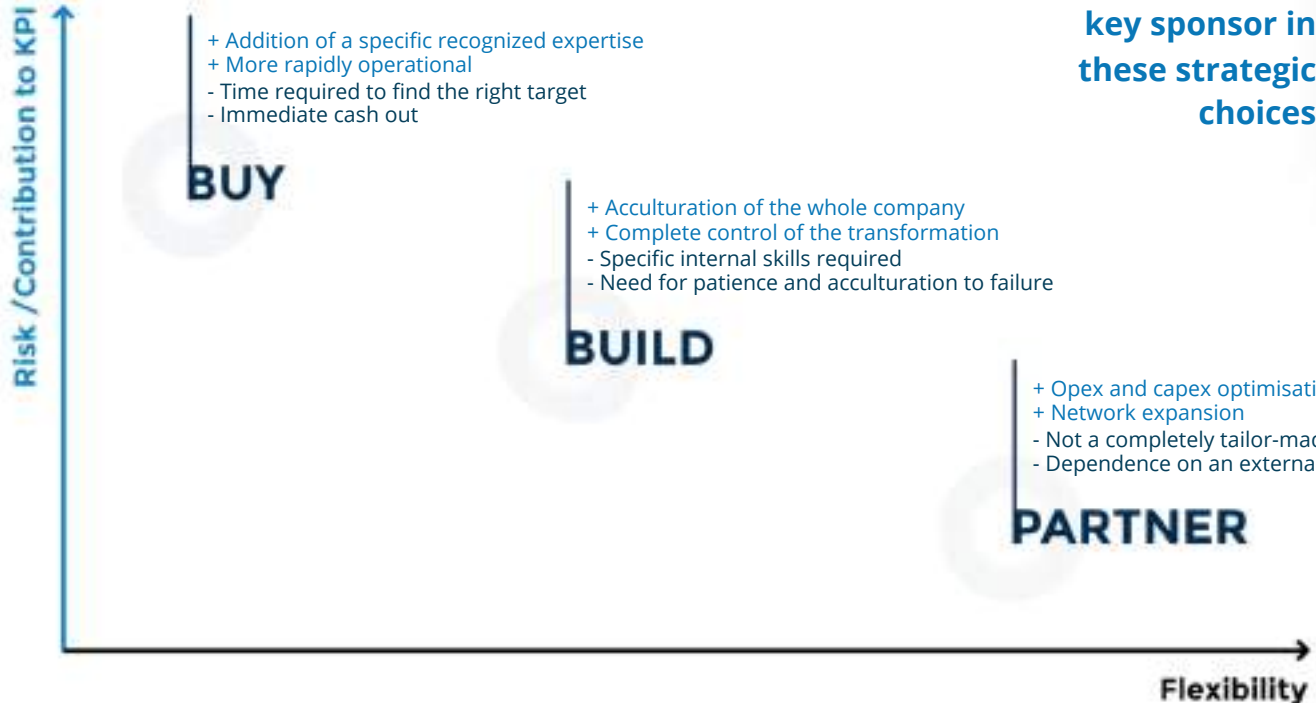 Risk /Contribution to KPI
key sponsor in
these strategic
choices
+ Addition of a specific recognized expertise
+ More rapidly operational
- Time required to find the right target
- Immediate cash out
BUY
+ Acculturation of the whole company
+ Complete control of the transformation
- Specific internal skills required
- Need for patience and acculturation to failure
BUILD
+ Opex and capex
+ Network expansion
- Not a completely
- Dependence on an
PARTNER
Flexibility